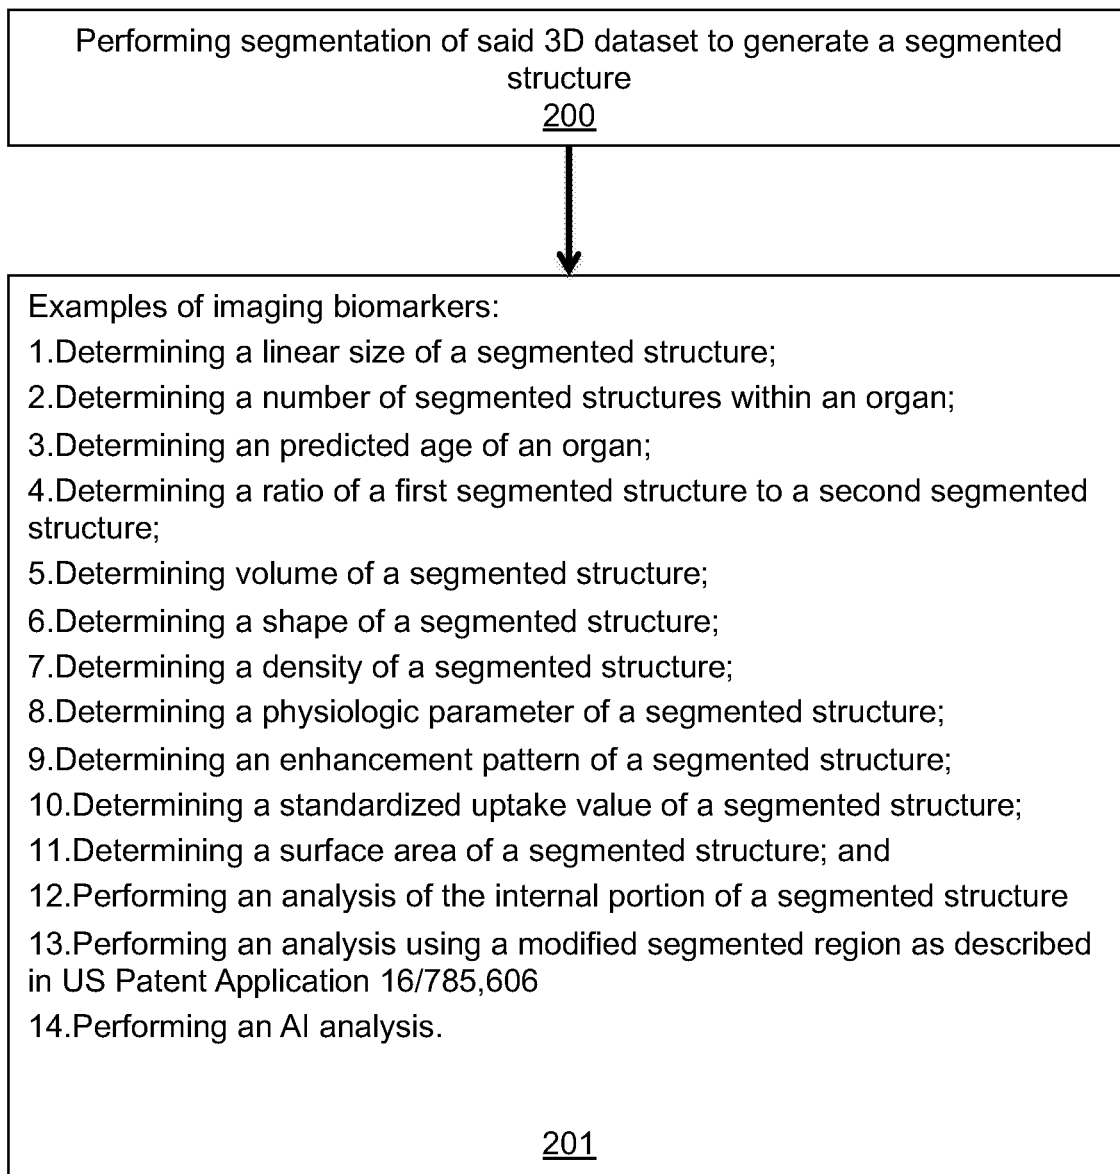 Performing segmentation of said 3D dataset to generate a segmented
structure
200
Examples of imaging biomarkers:
1.Determining a linear size of a segmented structure;
2.Determining a number of segmented structures within an organ;
3.Determining an predicted age of an organ;
4.Determining a ratio of a first segmented structure to a second segmented
structure;
5.Determining volume of a segmented structure;
6.Determining a shape of a segmented structure;
7.Determining a density of a segmented structure;
8.Determining a physiologic parameter of a segmented structure;
9.Determining an enhancement pattern of a segmented structure;
10.Determining a standardized uptake value of a segmented structure;
11.Determining a surface area of a segmented structure; and
12.Performing an analysis of the internal portion of a segmented structure
13.Performing an analysis using a modified segmented region as described
in US Patent Application 16/785,606
14.Performing an AI analysis.
201